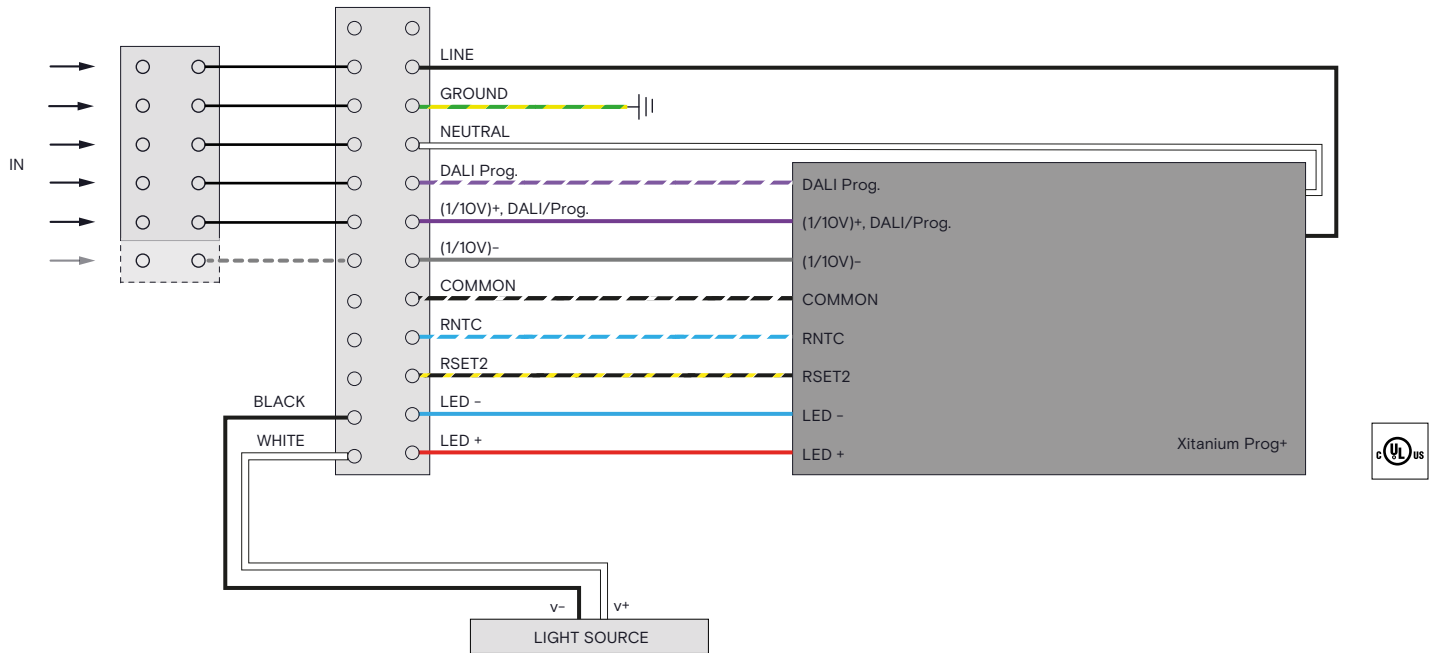 LINE
GROUND
NEUTRAL
IN
DALI Prog.
DALI Prog.
(1/10V)+, DALI/Prog.
(1/10V)+, DALI/Prog.
(1/10V)-
(1/10V)-
COMMON
COMMON
RNTC
RNTC
RSET2
RSET2
BLACK
LED -
LED -
WHITE
LED +
LED +
Xitanium Prog+
C UL US
v-
v+
LIGHT SOURCE